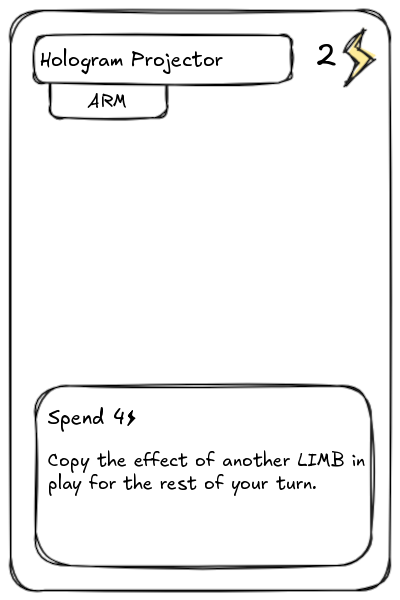 Hologram Projector
2⚡
ARM
Spend 4⚡
Copy the effect of another LIMB in
play for the rest of your turn.